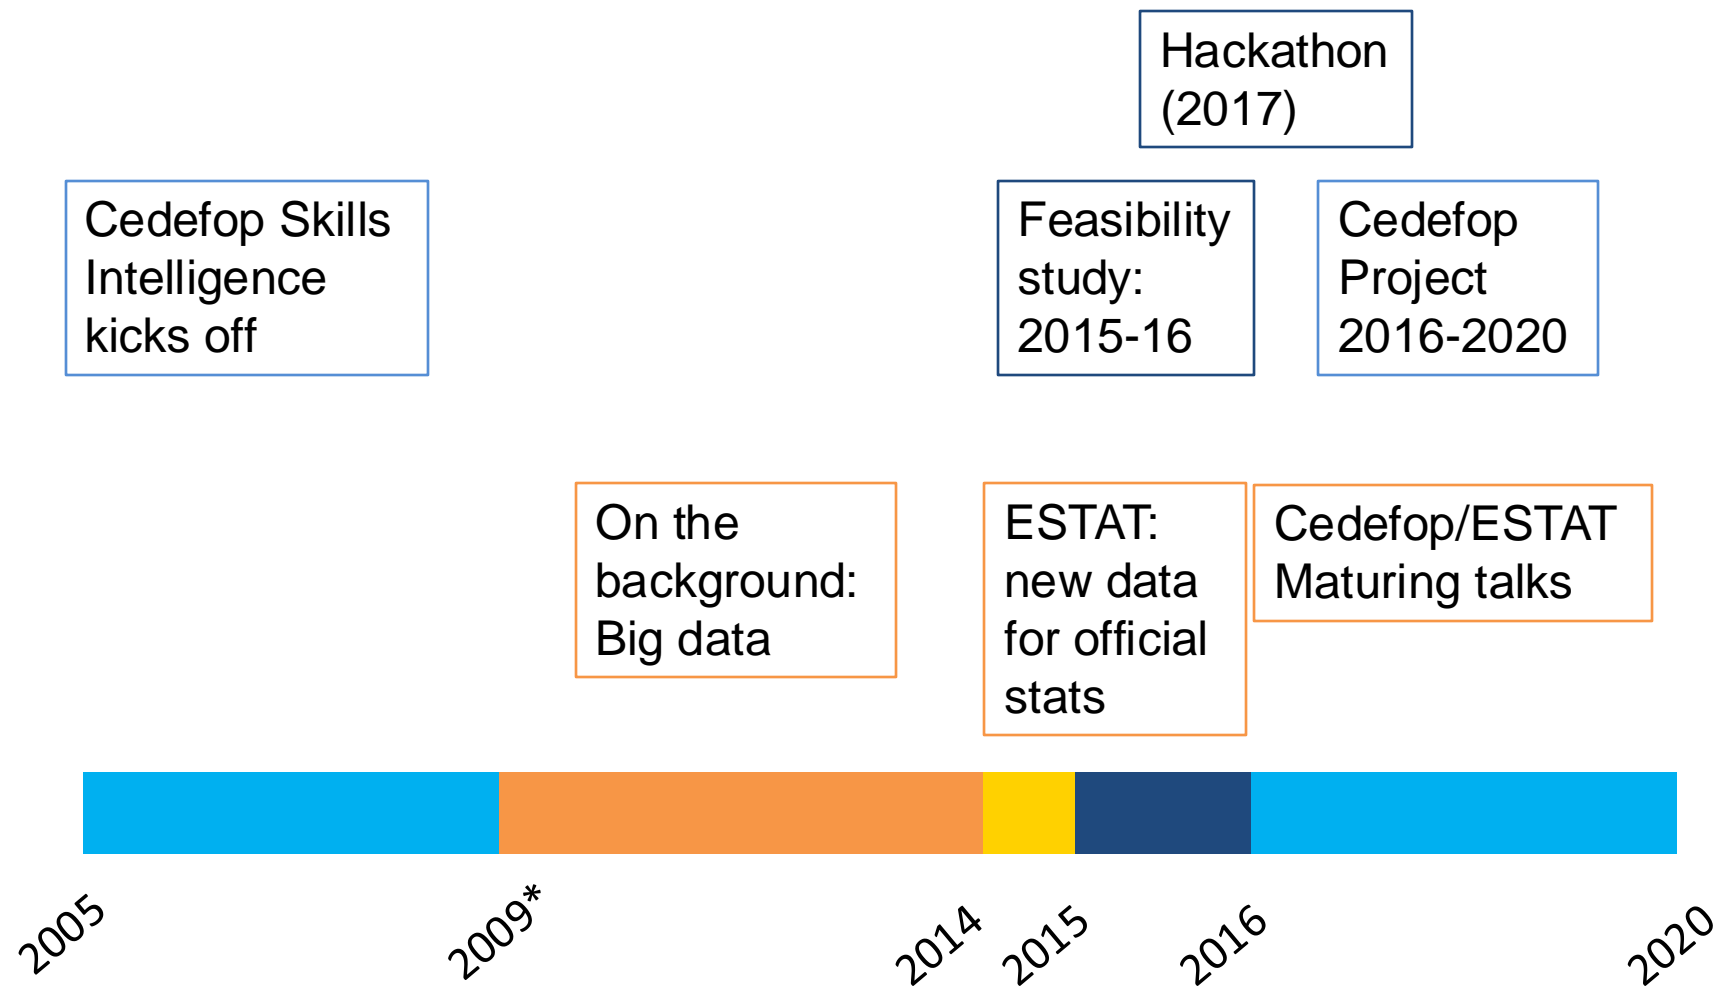 Hackathon
(2017)
Cedefop Skills
Intelligence
kicks off
Feasibility
study:
2015-16
Cedefop
Project
2016-2020
On the
background:
Big data
ESTAT:
new data
for official
stats
Cedefop/ESTAT
Maturing talks
2005
2009*
2014
2015
2016
2020